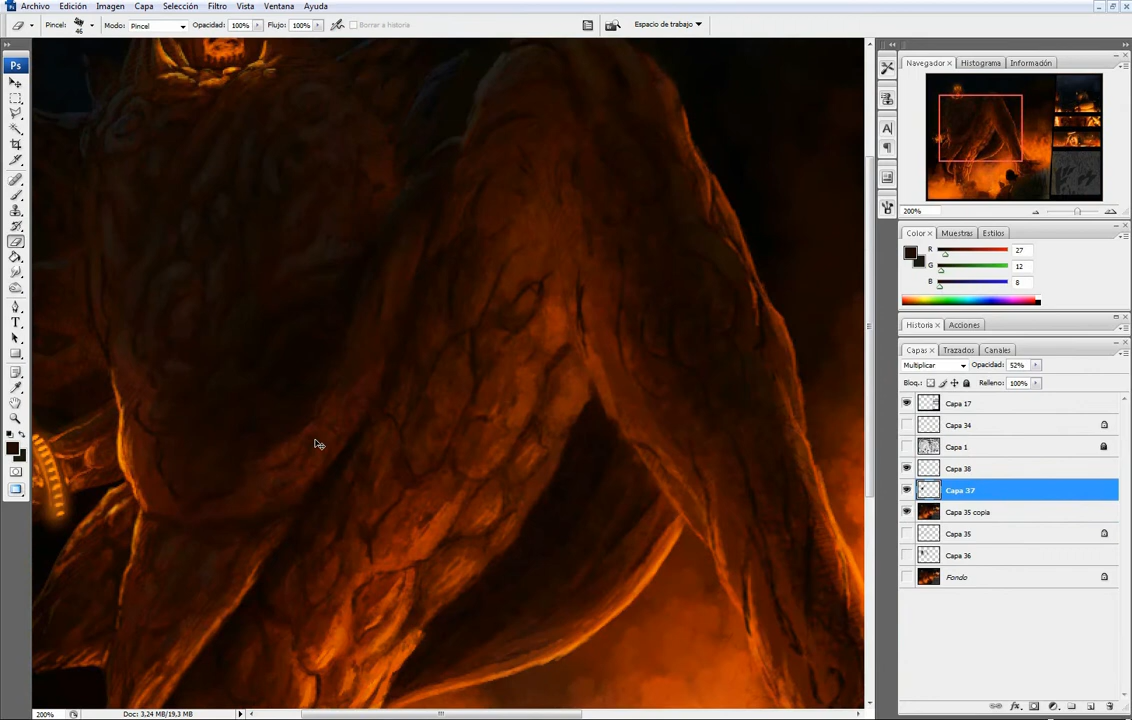 Archivo Edición Imagen Capa Selección Filtro Vista Ventana Ayuda
Pincel: 46 Modo: Pincel Opacidad: 100% Flujo: 100% Borrar a historia Espacio de trabajo
Ps
Navegador Histograma Información
200%
Color Muestras Estilos
R 27
G 12
B 8
Historia Acciones
Capas Trazados Canales
Multiplicar Opacidad: 52%
Bloq.: Relleno: 100%
Capa 17
Capa 34
Capa 1
Capa 38
Capa 37
Capa 35 copia
Capa 35
Capa 36
Fondo
200% Doc: 3,24 MB/19,3 MB